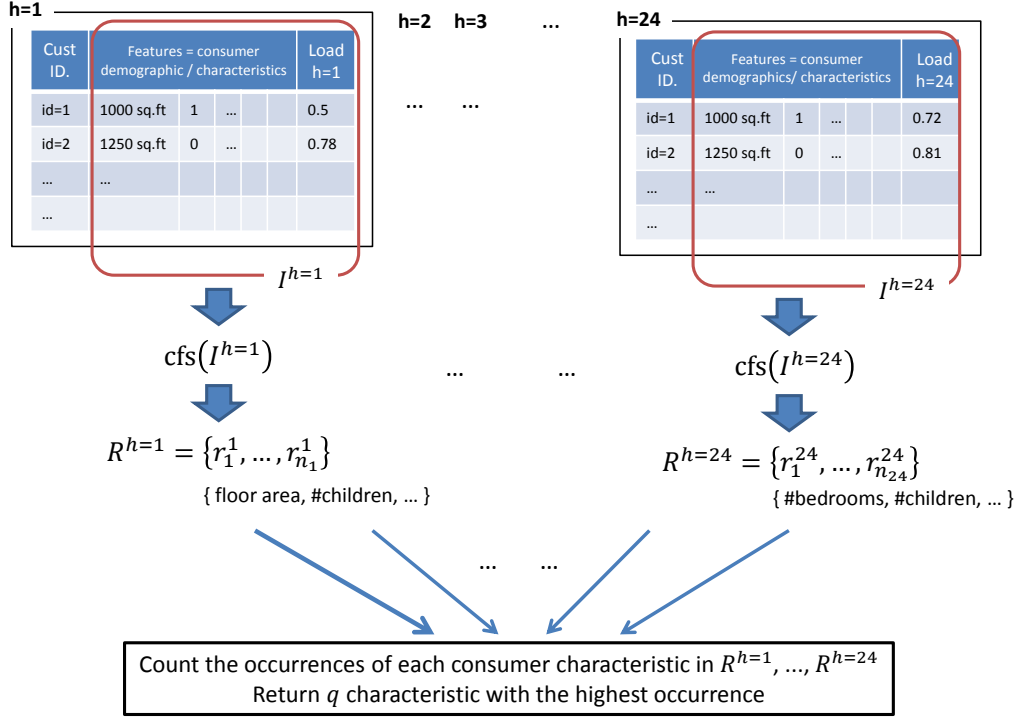 h=1
h=2 h=3 ... h=24
Cust ID. Features = consumer demographic / characteristics Load h=1
id=1 1000 sq.ft 1 ... 0.5
id=2 1250 sq.ft 0 ... 0.78
... ...
...
... ...
Cust ID. Features = consumer demographics/ characteristics Load h=24
id=1 1000 sq.ft 1 ... 0.72
id=2 1250 sq.ft 0 ... 0.81
... ...
...
I^{h=1}
I^{h=24}
cfs(I^{h=1})
... ...
cfs(I^{h=24})
R^{h=1} = {r_1^1, ..., r_{n_1}^1}
{ floor area, #children, ... }
R^{h=24} = {r_1^{24}, ..., r_{n_{24}}^{24}}
{ #bedrooms, #children, ... }
... ...
Count the occurrences of each consumer characteristic in R^{h=1}, ..., R^{h=24}
Return q characteristic with the highest occurrence